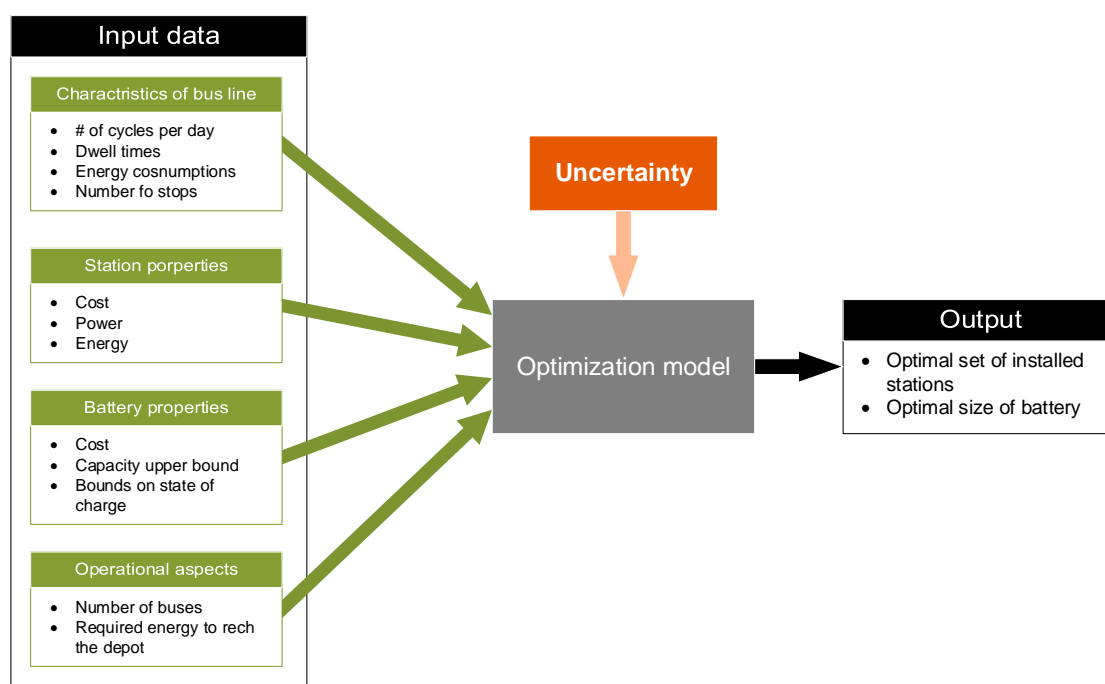 Input data
Charactristics of bus line
• # of cycles per day
• Dwell times
• Energy cosnumptions
• Number fo stops
Station porperties
• Cost
• Power
• Energy
Battery properties
• Cost
• Capacity upper bound
• Bounds on state of
charge
Operational aspects
• Number of buses
• Required energy to rech
the depot
Uncertainty
Optimization model
Output
• Optimal set of installed
stations
• Optimal size of battery